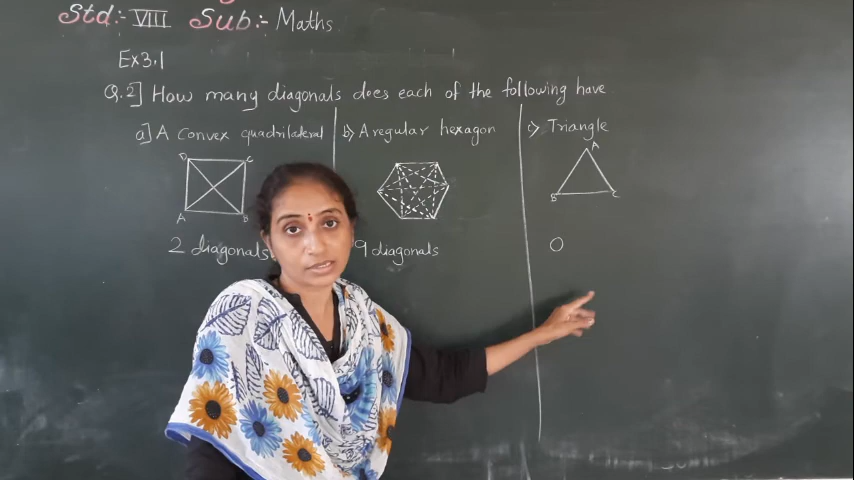 Std:- VIII Sub:- Maths
Ex 3.1
Q.2] How many diagonals does each of the following have
a] A convex quadrilateral
b) A regular hexagon
c) Triangle
D C
A B
2 diagonals
9 diagonals
A
B C
0